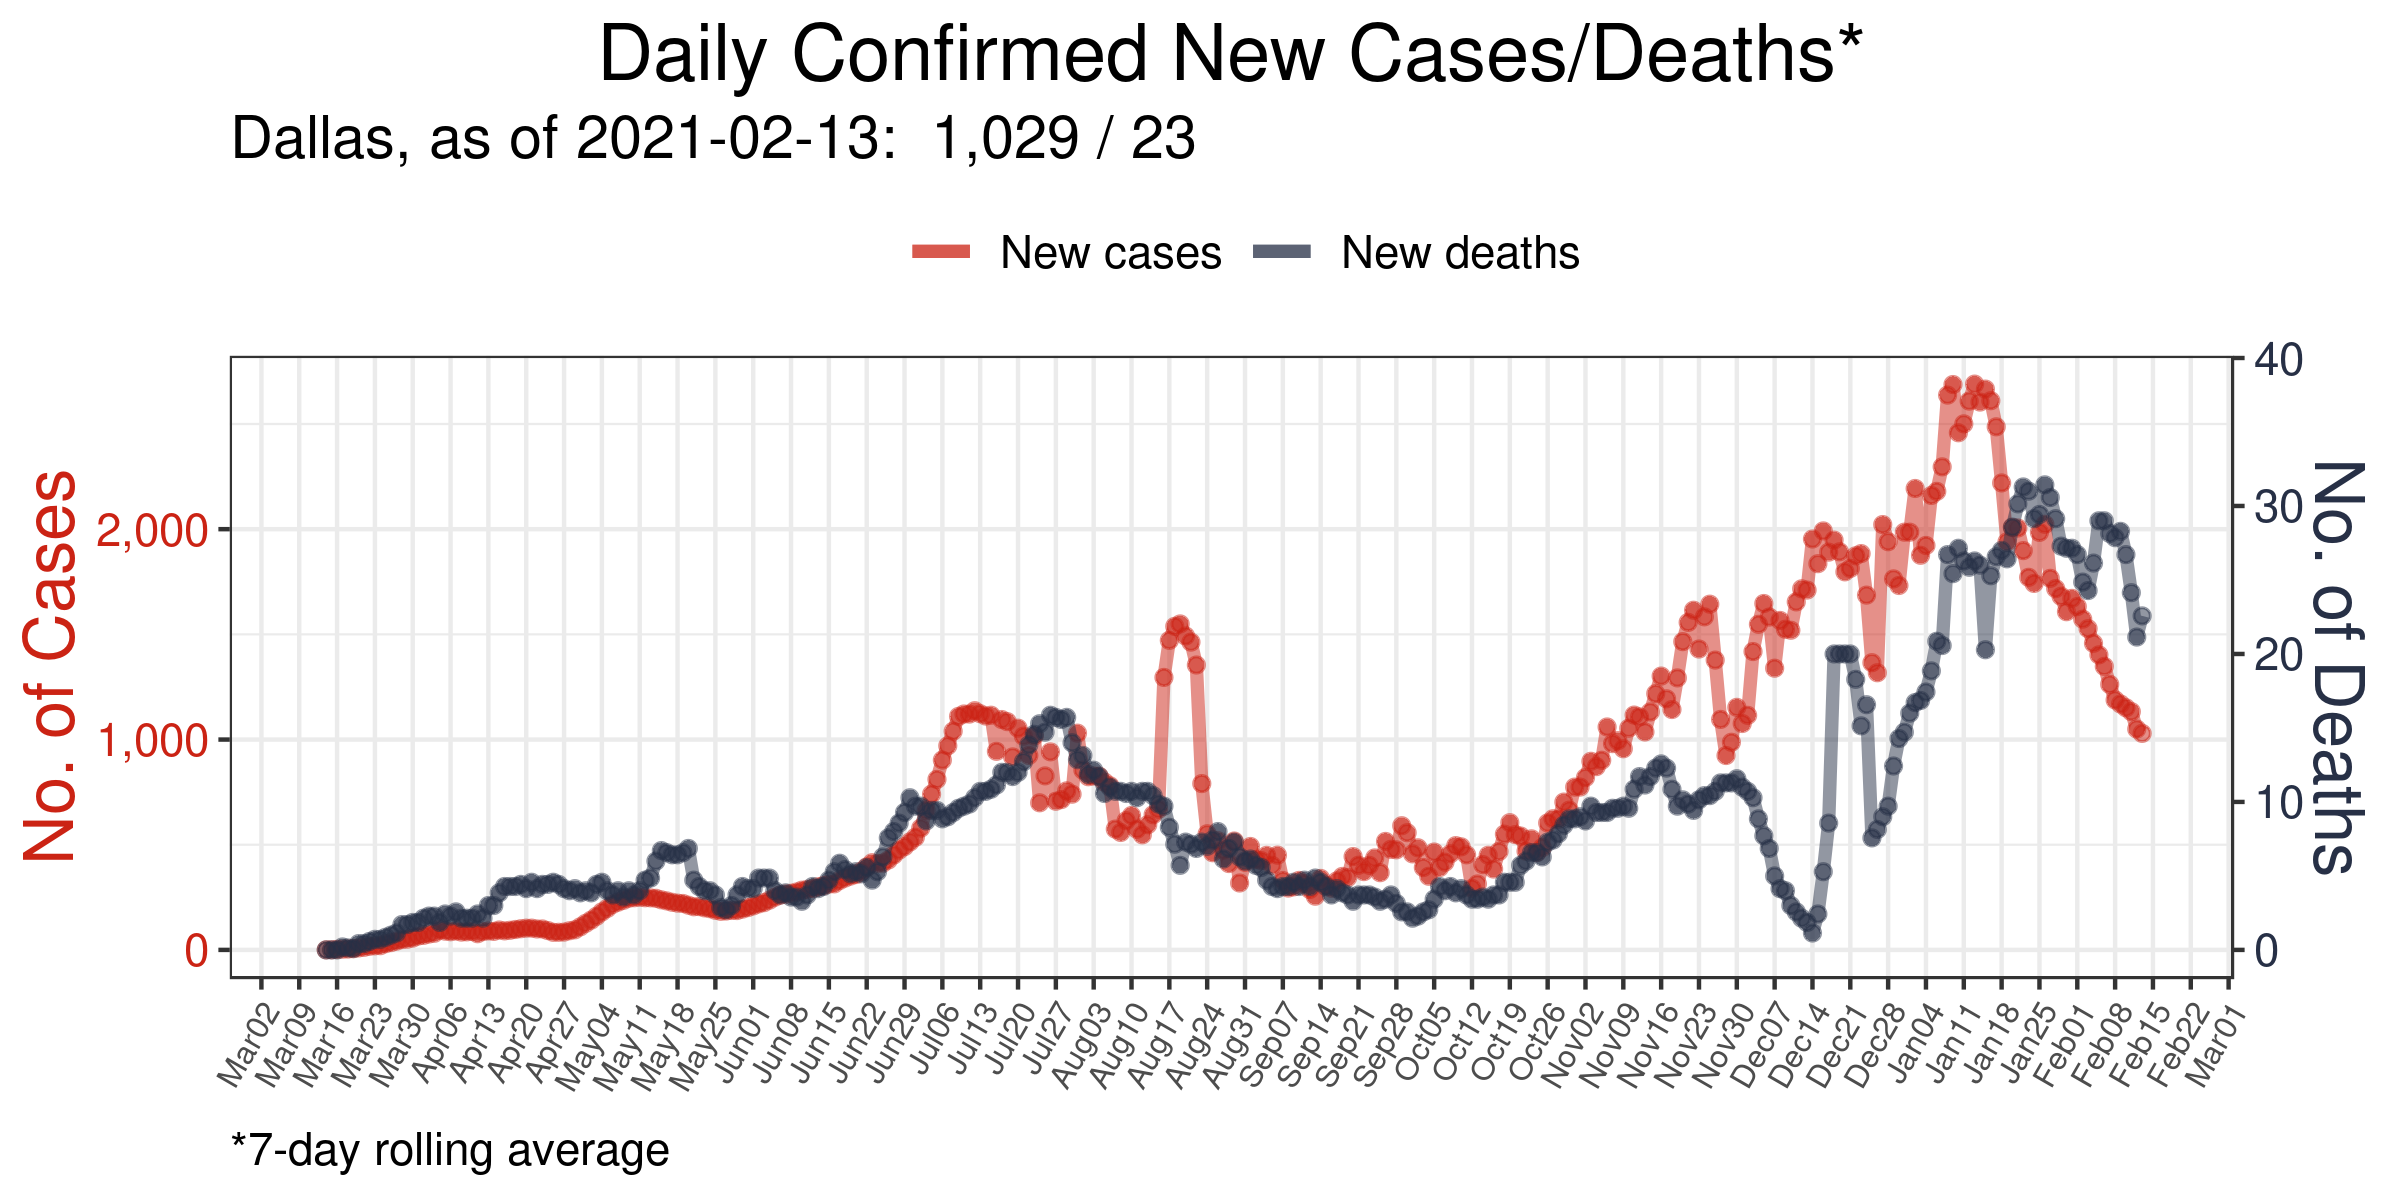 Daily Confirmed New Cases/Deaths*
Dallas, as of 2021-02-13:  1,029 / 23
New cases
New deaths
No. of Cases
2,000
1,000
0
40
30
20
10
0
No. of Deaths
Mar02
Mar09
Mar16
Mar23
Mar30
Apr06
Apr13
Apr20
Apr27
May04
May11
May18
May25
Jun01
Jun08
Jun15
Jun22
Jun29
Jul06
Jul13
Jul20
Jul27
Aug03
Aug10
Aug17
Aug24
Aug31
Sep07
Sep14
Sep21
Sep28
Oct05
Oct12
Oct19
Oct26
Nov02
Nov09
Nov16
Nov23
Nov30
Dec07
Dec14
Dec21
Dec28
Jan04
Jan11
Jan18
Jan25
Feb01
Feb08
Feb15
Feb22
Mar01
*7-day rolling average